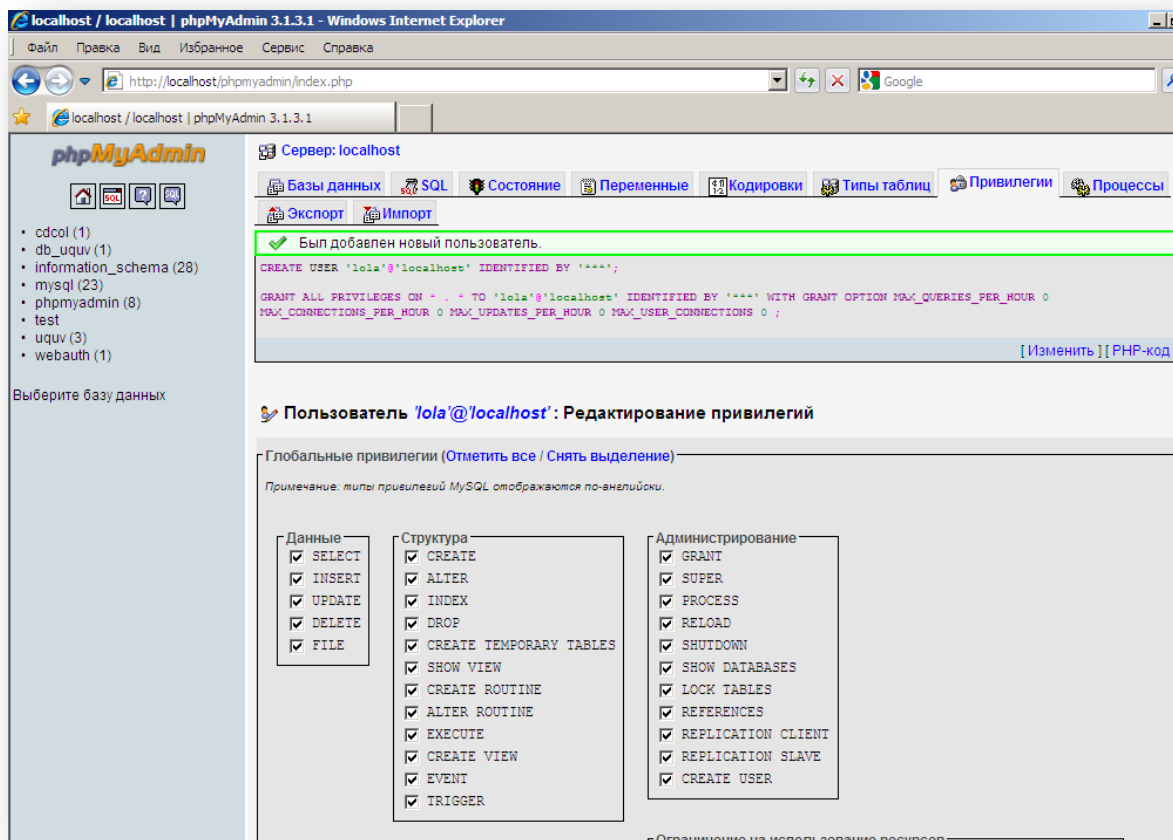 localhost / localhost | phpMyAdmin 3.1.3.1 - Windows Internet Explorer
Файл Правка Вид Избранное Сервис Справка
http://localhost/phpmyadmin/index.php
Google
localhost / localhost | phpMyAdmin 3.1.3.1
phpMyAdmin
SQL
SQL
cdcol (1)
db_uquv (1)
information_schema (28)
mysql (23)
phpmyadmin (8)
test
uquv (3)
webauth (1)
Выберите базу данных
Сервер: localhost
Базы данных SQL Состояние Переменные Кодировки Типы таблиц Привилегии Процессы
Экспорт Импорт
Был добавлен новый пользователь.
CREATE USER 'lola'@'localhost' IDENTIFIED BY '***';
GRANT ALL PRIVILEGES ON * . * TO 'lola'@'localhost' IDENTIFIED BY '***' WITH GRANT OPTION MAX_QUERIES_PER_HOUR 0
MAX_CONNECTIONS_PER_HOUR 0 MAX_UPDATES_PER_HOUR 0 MAX_USER_CONNECTIONS 0 ;
[ Изменить ] [ PHP-код
Пользователь 'lola'@'localhost' : Редактирование привилегий
Глобальные привилегии (Отметить все / Снять выделение)
Примечание: типы привилегий MySQL отображаются по-английски.
Данные
SELECT
INSERT
UPDATE
DELETE
FILE
Структура
CREATE
ALTER
INDEX
DROP
CREATE TEMPORARY TABLES
SHOW VIEW
CREATE ROUTINE
ALTER ROUTINE
EXECUTE
CREATE VIEW
EVENT
TRIGGER
Администрирование
GRANT
SUPER
PROCESS
RELOAD
SHUTDOWN
SHOW DATABASES
LOCK TABLES
REFERENCES
REPLICATION CLIENT
REPLICATION SLAVE
CREATE USER
Ограничение на использование ресурсов